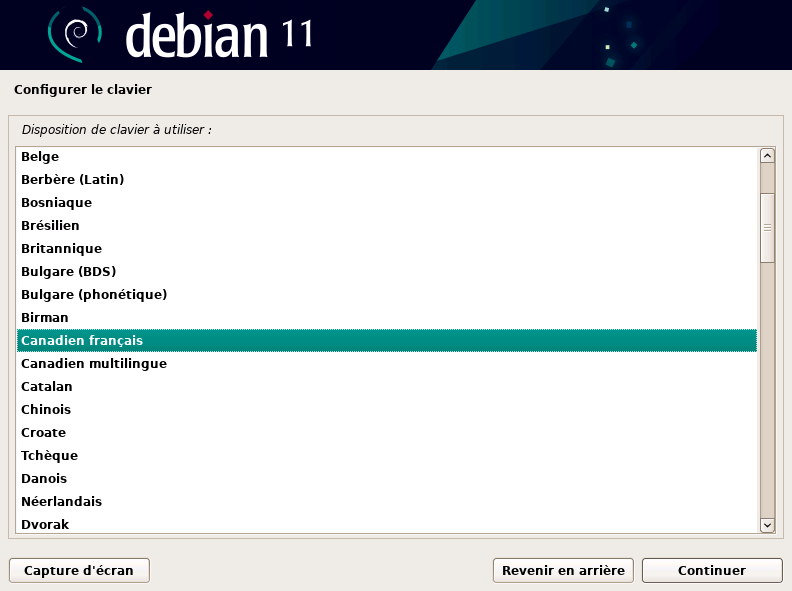 debian 11
Configurer le clavier
Disposition de clavier à utiliser :
Belge
Berbère (Latin)
Bosniaque
Brésilien
Britannique
Bulgare (BDS)
Bulgare (phonétique)
Birman
Canadien français
Canadien multilingue
Catalan
Chinois
Croate
Tchèque
Danois
Néerlandais
Dvorak
Capture d'écran Revenir en arrière Continuer